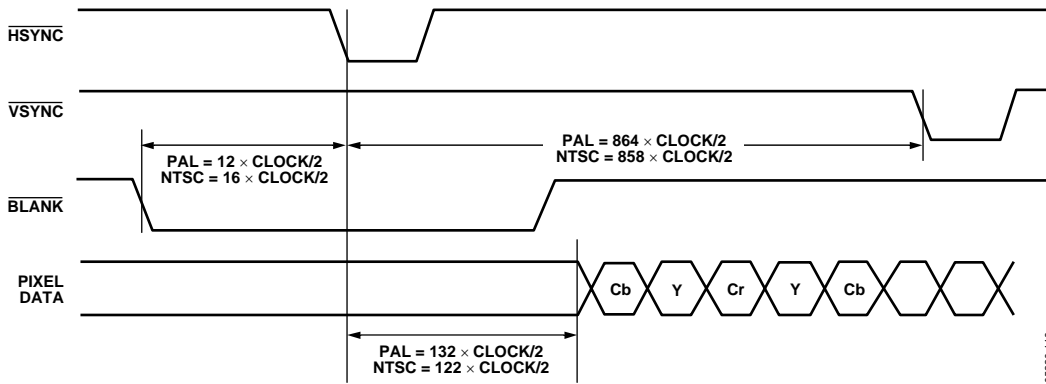 HSYNC
VSYNC
PAL = 12 × CLOCK/2
NTSC = 16 × CLOCK/2
PAL = 864 × CLOCK/2
NTSC = 858 × CLOCK/2
BLANK
PIXEL
DATA
Cb Y Cr Y Cb
PAL = 132 × CLOCK/2
NTSC = 122 × CLOCK/2